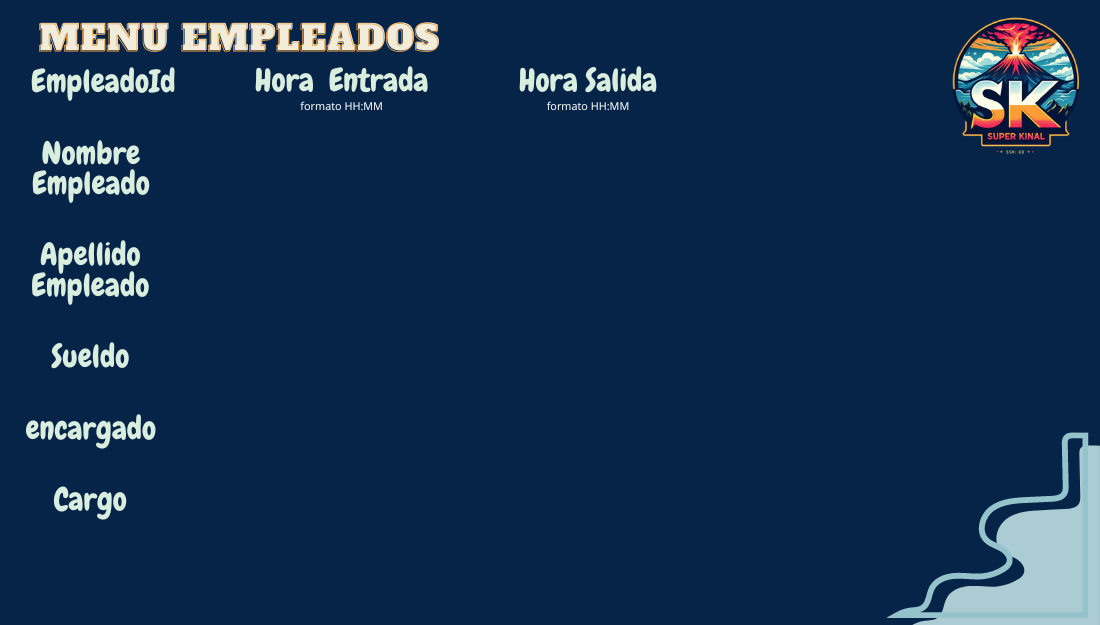 MENU EMPLEADOS
EmpleadoId
Hora Entrada
Hora Salida
formato HH:MM
formato HH:MM
Nombre
Empleado
Apellido
Empleado
Sueldo
encargado
Cargo
SK
SUPER KINAL